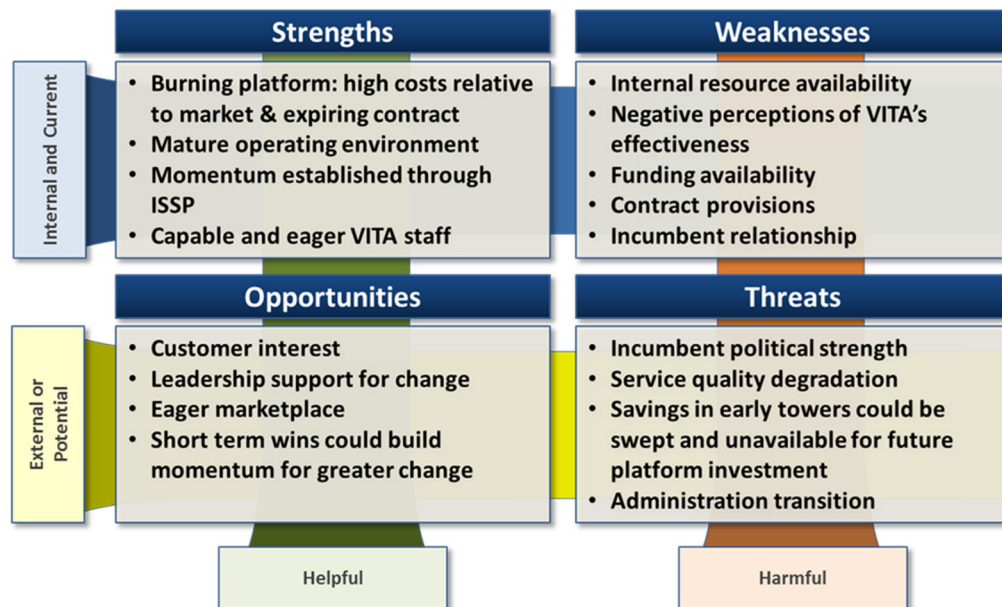 Strengths
Weaknesses
Internal and Current
• Burning platform: high costs relative
to market & expiring contract
• Mature operating environment
• Momentum established through
ISSP
• Capable and eager VITA staff
• Internal resource availability
• Negative perceptions of VITA's
effectiveness
• Funding availability
• Contract provisions
• Incumbent relationship
Opportunities
Threats
External or
Potential
• Customer interest
• Leadership support for change
• Eager marketplace
• Short term wins could build
momentum for greater change
• Incumbent political strength
• Service quality degradation
• Savings in early towers could be
swept and unavailable for future
platform investment
• Administration transition
Helpful
Harmful